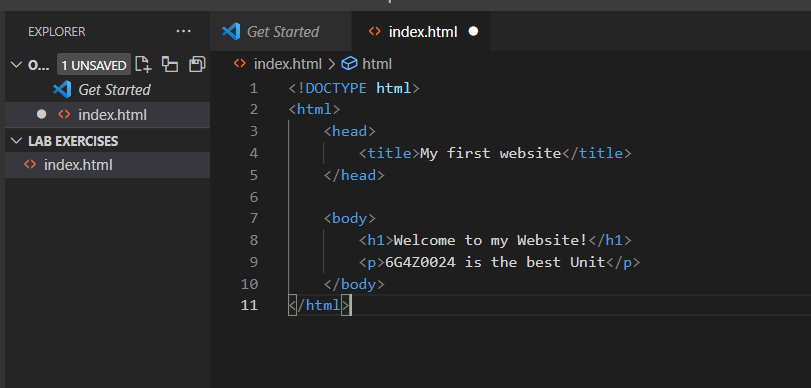 EXPLORER
···
Get Started
index.html
O...
1 UNSAVED
Get Started
index.html
LAB EXERCISES
index.html
index.html > html
1 <!DOCTYPE html>
2 <html>
3 <head>
4 <title>My first website</title>
5 </head>
6
7 <body>
8 <h1>Welcome to my Website!</h1>
9 <p>6G4Z0024 is the best Unit</p>
10 </body>
11 </html>